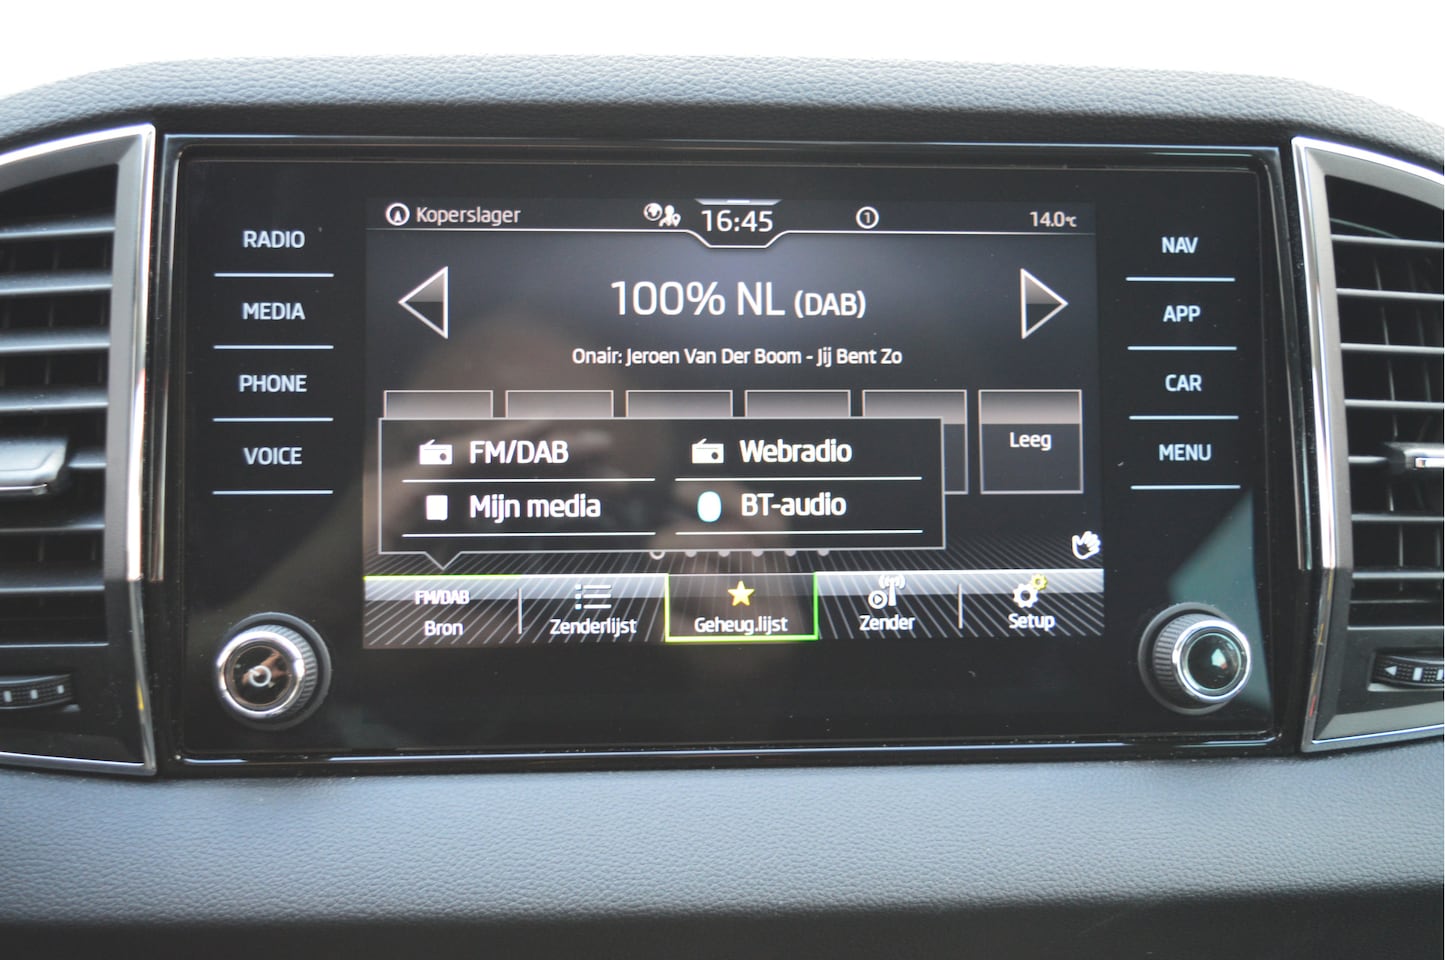 Koperslager 16:45 1 14.0°C
RADIO
MEDIA
PHONE
VOICE
NAV
APP
CAR
MENU
100% NL (DAB)
Onair: Jeroen Van Der Boom - Jij Bent Zo
FM/DAB Webradio
Mijn media BT-audio
Leeg
FM/DAB
Bron Zenderlijst Geheug.lijst Zender Setup